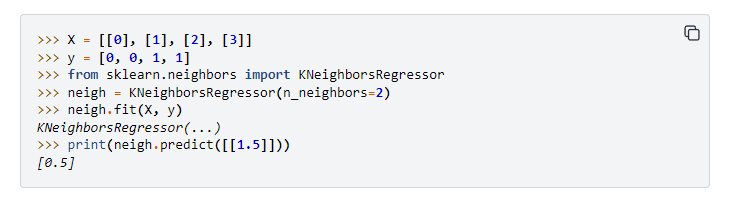 >>> X = [[0], [1], [2], [3]]
>>> y = [0, 0, 1, 1]
>>> from sklearn.neighbors import KNeighborsRegressor
>>> neigh = KNeighborsRegressor(n_neighbors=2)
>>> neigh.fit(X, y)
KNeighborsRegressor(...)
>>> print(neigh.predict([[1.5]]))
[0.5]